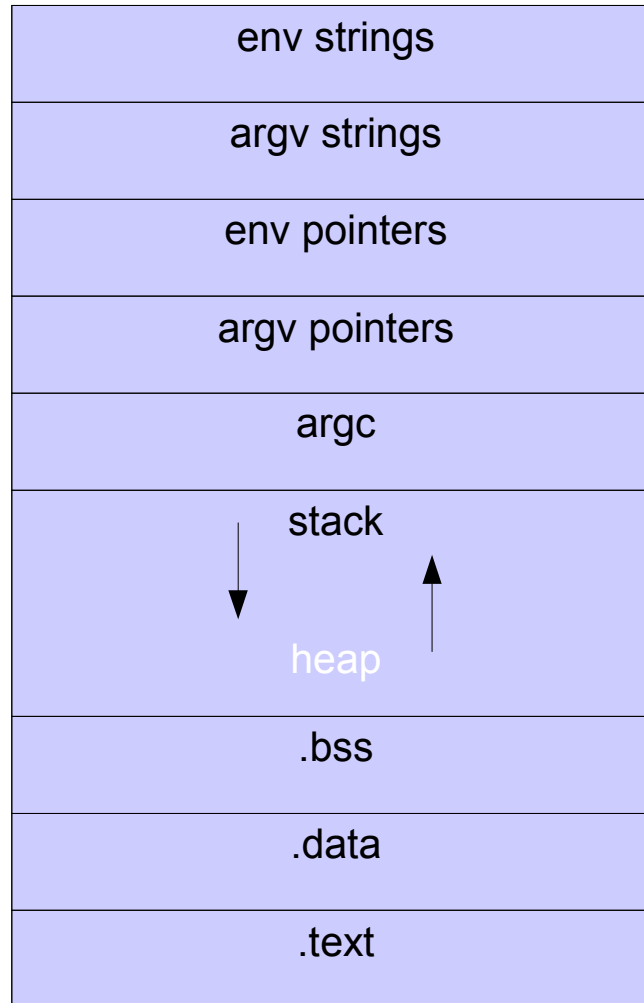 env strings
argv strings
env pointers
argv pointers
argc
stack
heap
.bss
.data
.text